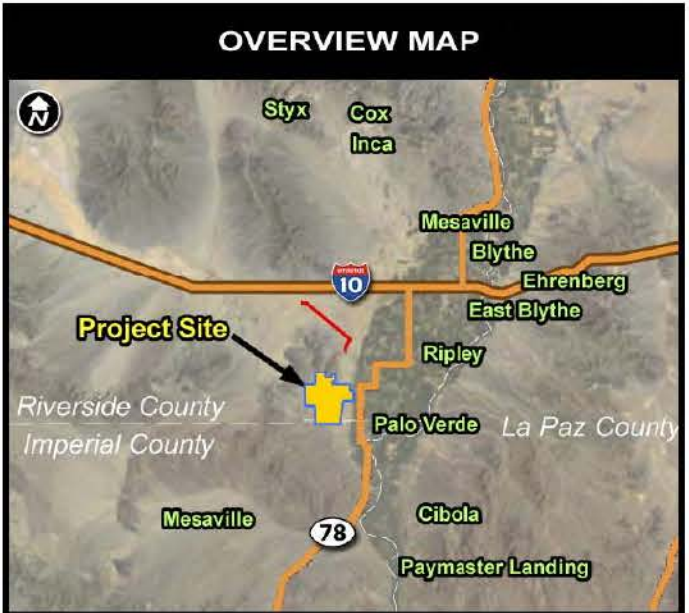 OVERVIEW MAP
N
Styx
Cox
Inca
Mesaville
Blythe
INTERSTATE
10
Ehrenberg
East Blythe
Project Site
Ripley
Riverside County
Imperial County
Palo Verde
La Paz County
Mesaville
Cibola
78
Paymaster Landing